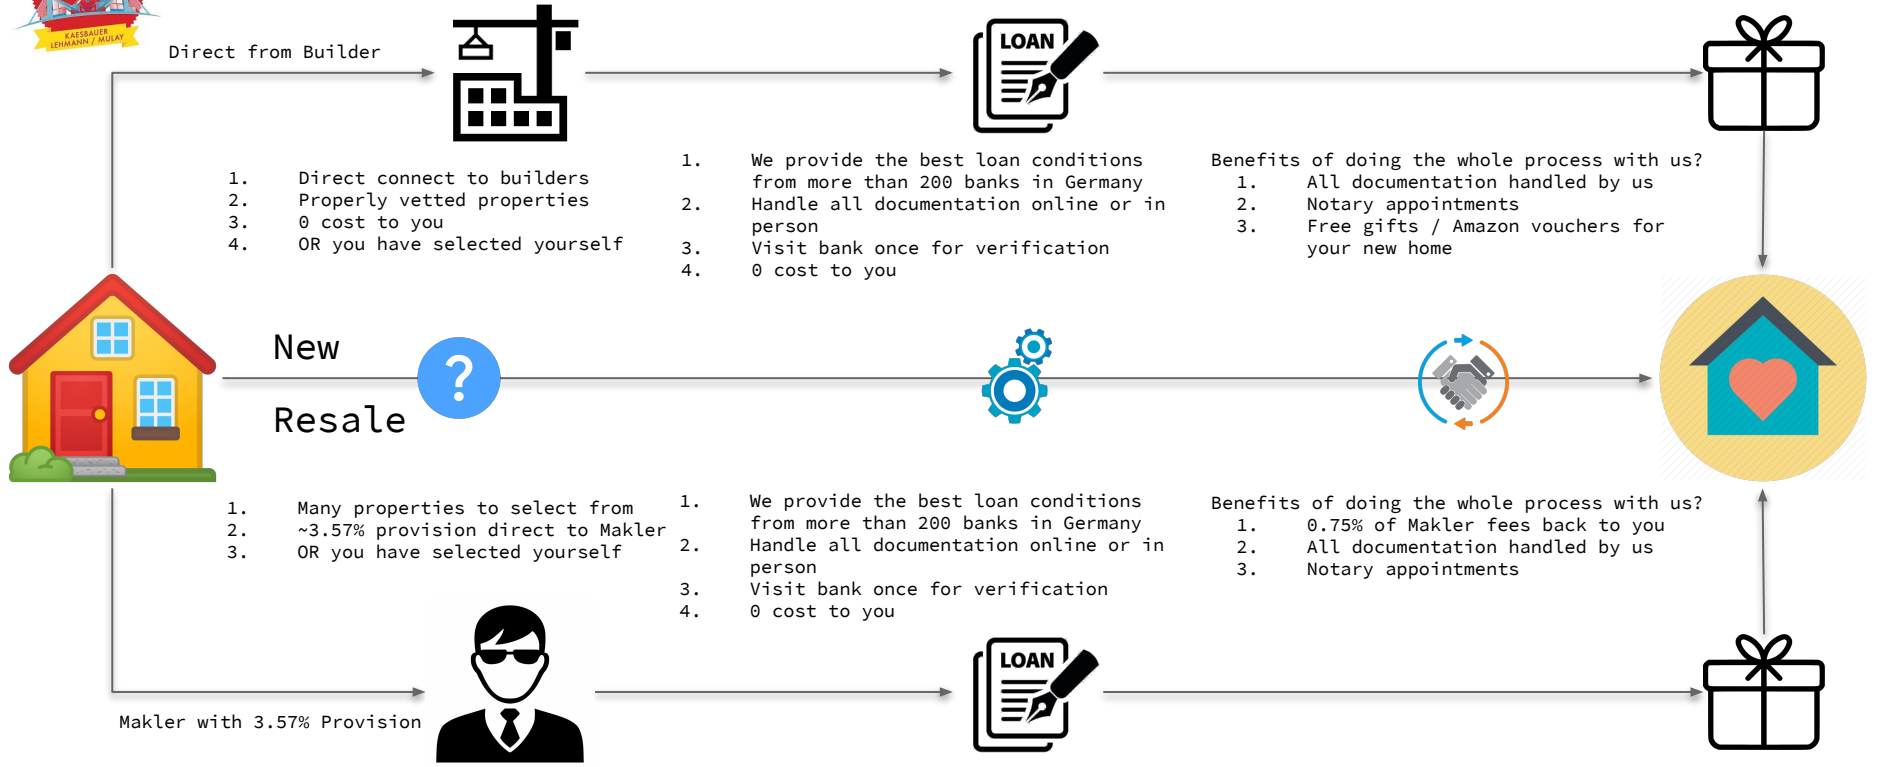 KAESBAUER
LEHMANN / MULAY
Direct from Builder
LOAN
1. Direct connect to builders
2. Properly vetted properties
3. 0 cost to you
4. OR you have selected yourself
1. We provide the best loan conditions
from more than 200 banks in Germany
2. Handle all documentation online or in
person
3. Visit bank once for verification
4. 0 cost to you
Benefits of doing the whole process with us?
1. All documentation handled by us
2. Notary appointments
3. Free gifts / Amazon vouchers for
your new home
New
?
Resale
1. Many properties to select from
2. ~3.57% provision direct to Makler
3. OR you have selected yourself
1. We provide the best loan conditions
from more than 200 banks in Germany
2. Handle all documentation online or in
person
3. Visit bank once for verification
4. 0 cost to you
Benefits of doing the whole process with us?
1. 0.75% of Makler fees back to you
2. All documentation handled by us
3. Notary appointments
LOAN
Makler with 3.57% Provision